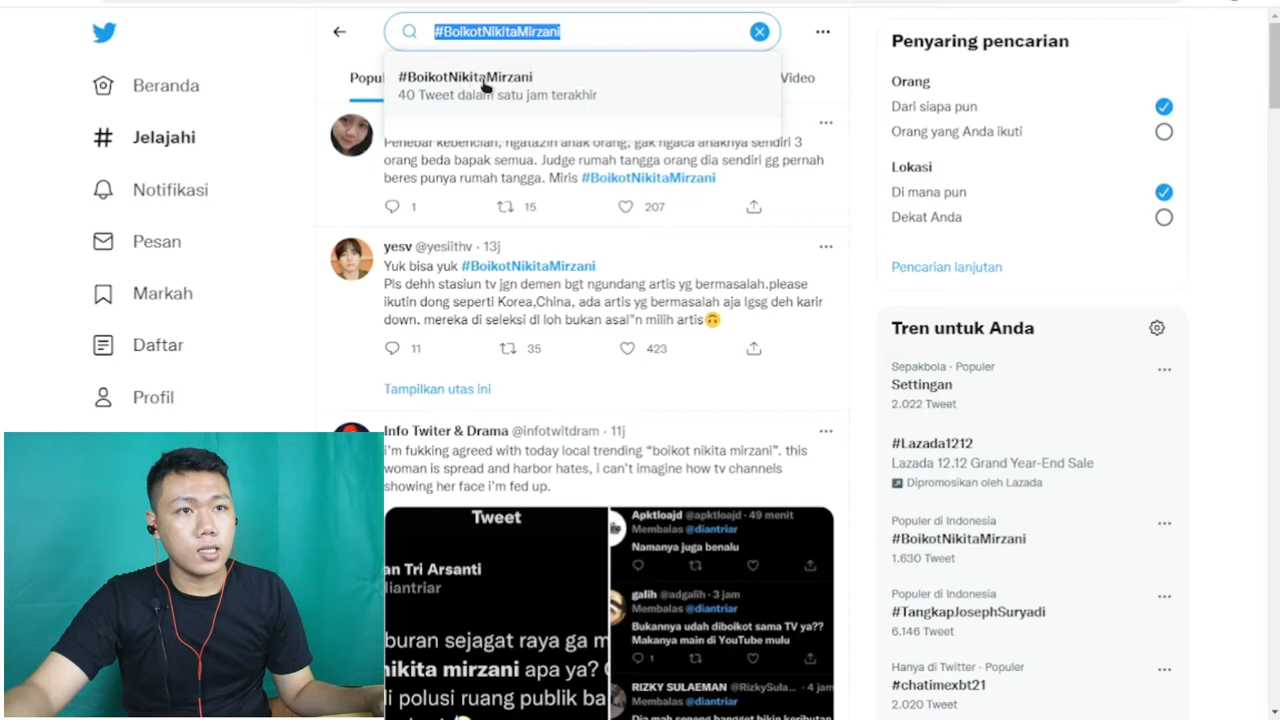 #BoikotNikitaMirzani
#BoikotNikitaMirzani
40 Tweet dalam satu jam terakhir
Popu
Video
Beranda
Jelajahi
Notifikasi
Pesan
Markah
Daftar
Profil
Penebar kebencian, ngatazin anak orang, gak ngaca anaknya sendiri 3
orang beda bapak semua. Judge rumah tangga orang dia sendiri gg pernah
beres punya rumah tangga. Miris #BoikotNikitaMirzani
1 15 207
yesv @yesiithv · 13j
Yuk bisa yuk #BoikotNikitaMirzani
Pls dehh stasiun tv jgn demen bgt ngundang artis yg bermasalah.please
ikutin dong seperti Korea,China, ada artis yg bermasalah aja lgsg deh karir
down. mereka di seleksi dl loh bukan asal"n milih artis🙃
11 35 423
Tampilkan utas ini
Info Twiter & Drama @infotwitdram · 11j
i'm fukking agreed with today local trending “boikot nikita mirzani”. this
woman is spread and harbor hates, i can't imagine how tv channels
showing her face i'm fed up.
Tweet
an Tri Arsanti
diantriar
buran sejagat raya ga m
nikita mirzani apa ya?
i polusi ruang publik ba
Apktloajd @apktloajd · 49 menit
Membalas @diantriar
Namanya juga benalu
galih @adgalih · 3 jam
Membalas @diantriar
Bukannya udah diboikot sama TV ya??
Makanya main di YouTube mulu
1
RIZKY SULAEMAN @RizkySula... · 4 jam
Membalas @diantriar
Dia mah seneng banget bikin keributan
Penyaring pencarian
Orang
Dari siapa pun
Orang yang Anda ikuti
Lokasi
Di mana pun
Dekat Anda
Pencarian lanjutan
Tren untuk Anda
Sepakbola · Populer
Settingan
2.022 Tweet
#Lazada1212
Lazada 12.12 Grand Year-End Sale
Dipromosikan oleh Lazada
Populer di Indonesia
#BoikotNikitaMirzani
1.630 Tweet
Populer di Indonesia
#TangkapJosephSuryadi
6.146 Tweet
Hanya di Twitter · Populer
#chatimexbt21
2.020 Tweet